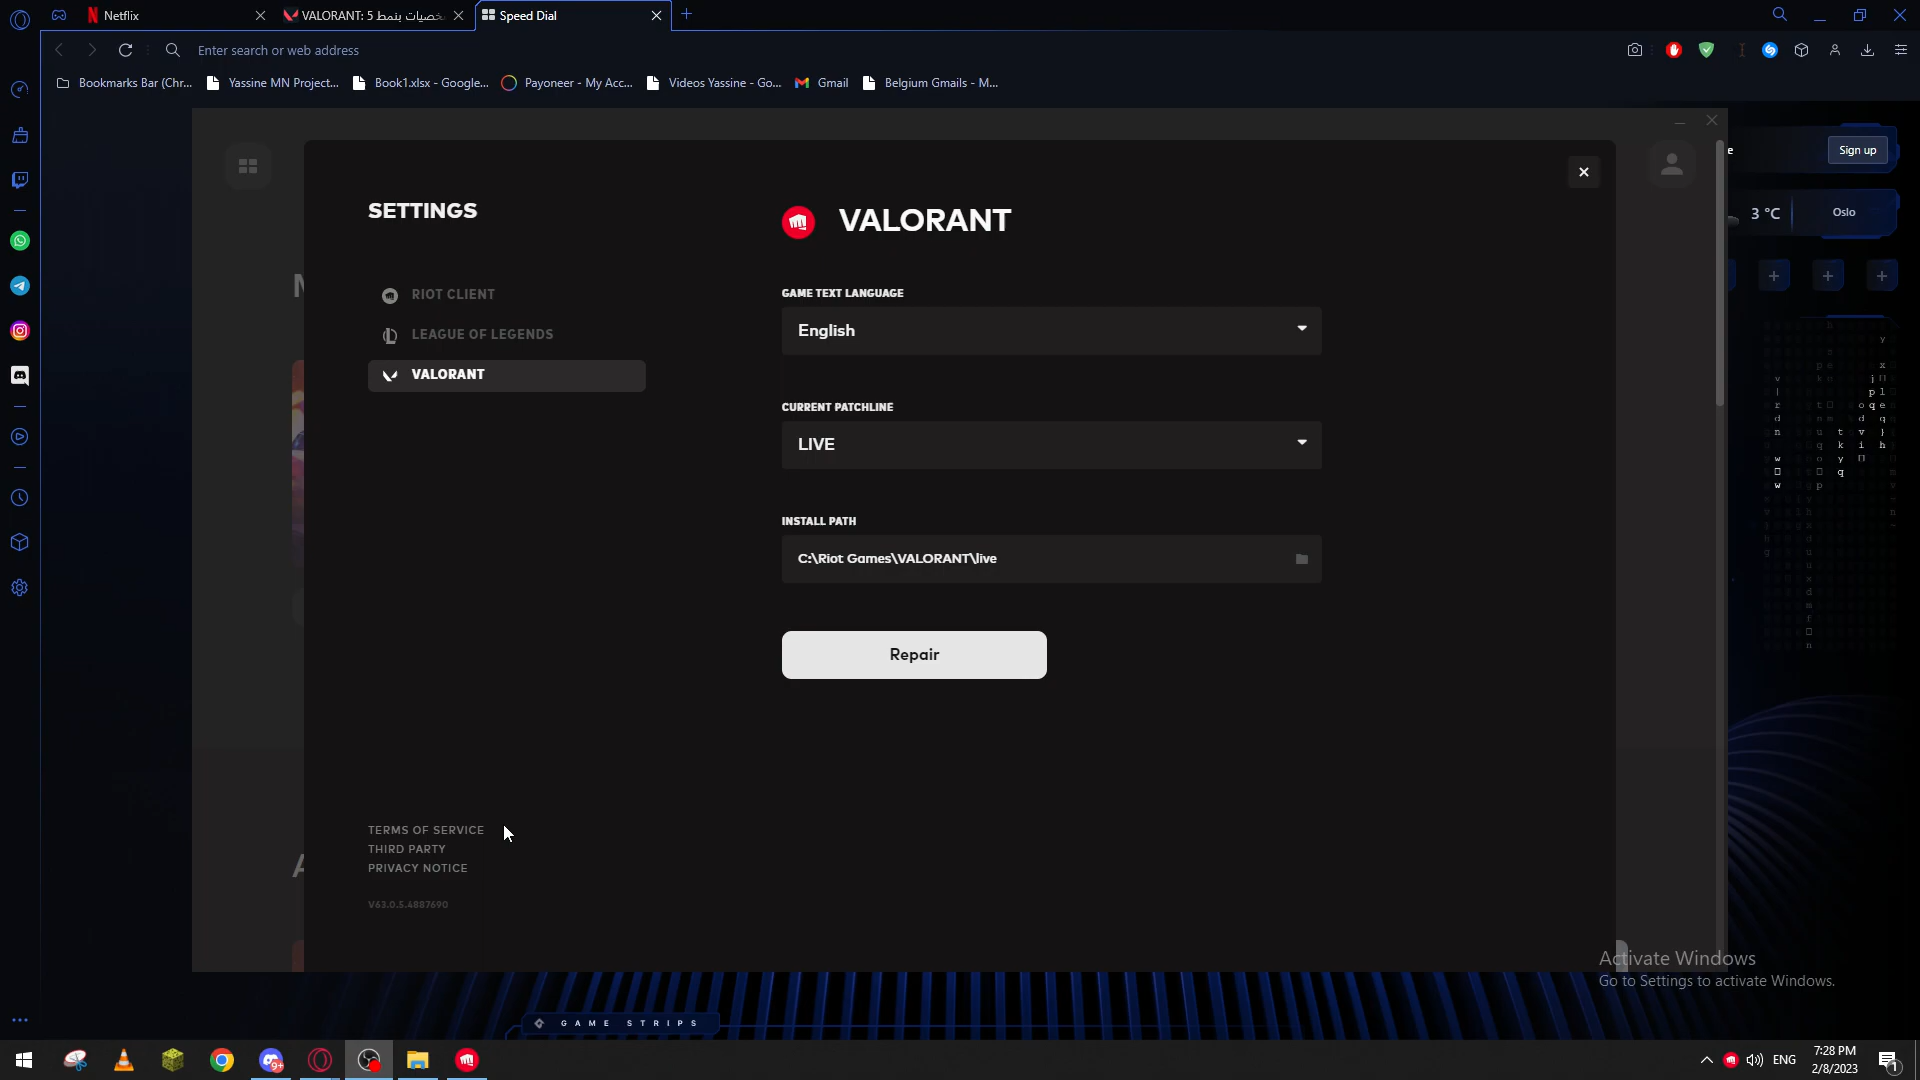 Netflix
VALORANT: 5 خصيات بنمط
Speed Dial
Enter search or web address
Bookmarks Bar (Chr...
Yassine MN Project...
Book1.xlsx - Google...
Payoneer - My Acc...
Videos Yassine - Go...
Gmail
Belgium Gmails - M...
Sign up
3 °C
Oslo
SETTINGS
RIOT CLIENT
LEAGUE OF LEGENDS
VALORANT
VALORANT
GAME TEXT LANGUAGE
English
CURRENT PATCHLINE
LIVE
INSTALL PATH
C:\Riot Games\VALORANT\live
Repair
TERMS OF SERVICE
THIRD PARTY
PRIVACY NOTICE
V63.0.5.4887690
Activate Windows
Go to Settings to activate Windows.
GAME STRIPS
9+
ENG
7:28 PM
2/8/2023
1